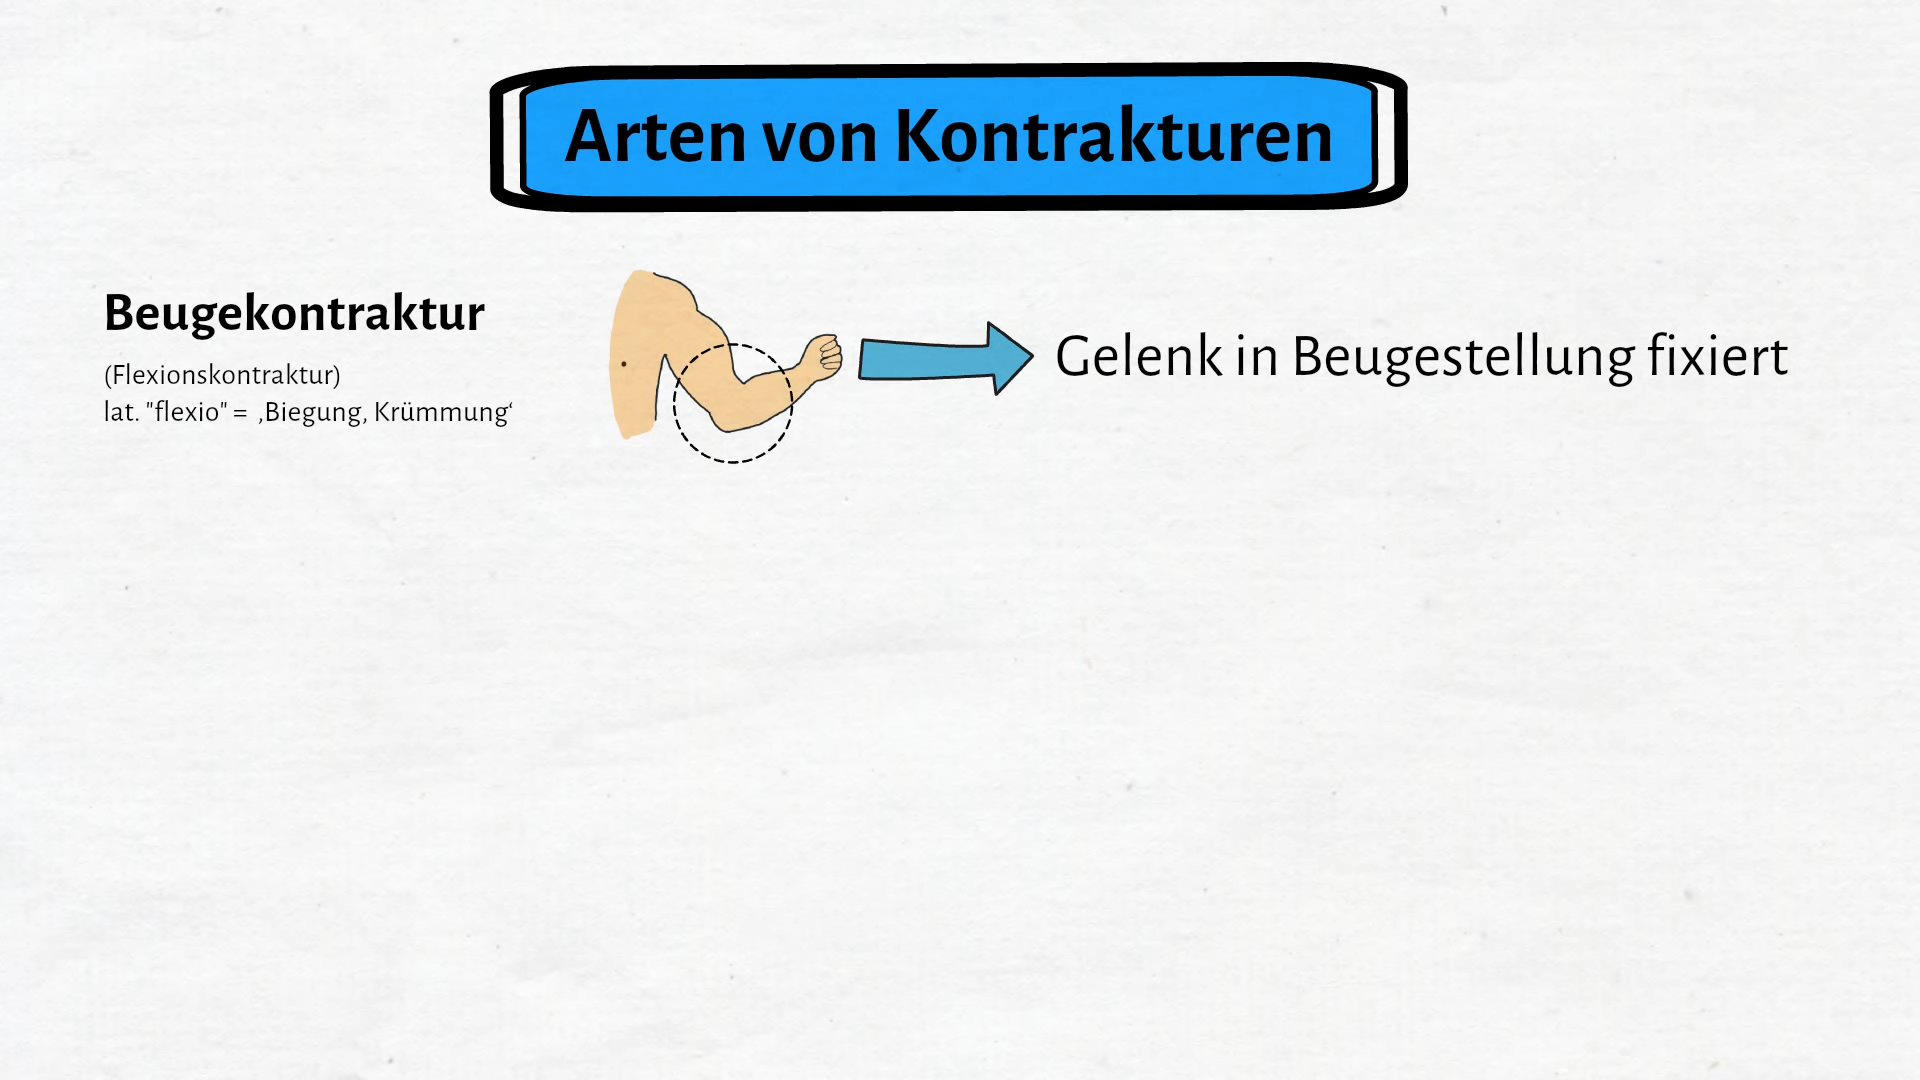 Arten von Kontrakturen
Beugekontraktur
(Flexionskontraktur)
lat. "flexio" = ‚Biegung, Krümmung‘
Gelenk in Beugestellung fixiert